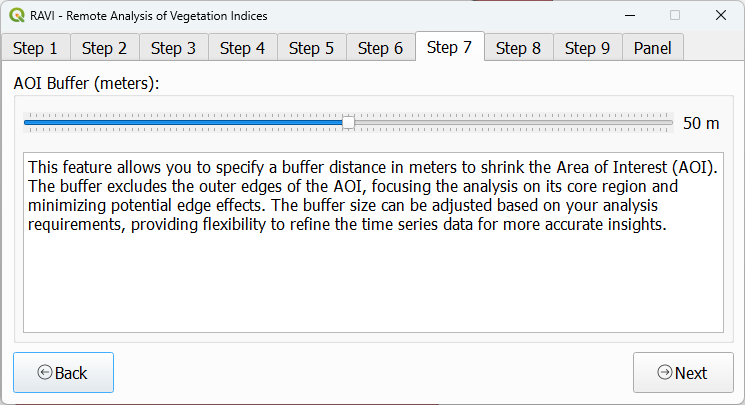 RAVI - Remote Analysis of Vegetation Indices
Step 1 Step 2 Step 3 Step 4 Step 5 Step 6 Step 7 Step 8 Step 9 Panel
AOI Buffer (meters):
50 m
This feature allows you to specify a buffer distance in meters to shrink the Area of Interest (AOI).
The buffer excludes the outer edges of the AOI, focusing the analysis on its core region and
minimizing potential edge effects. The buffer size can be adjusted based on your analysis
requirements, providing flexibility to refine the time series data for more accurate insights.
Back Next